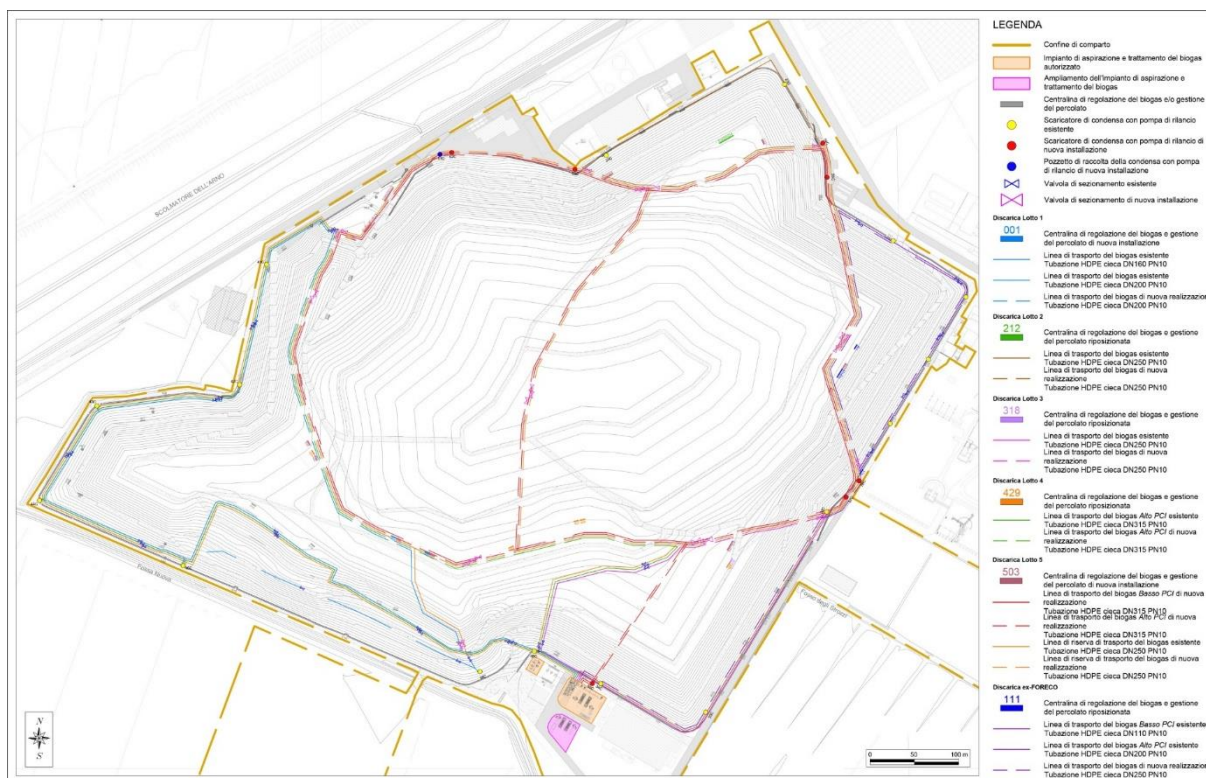 LEGENDA
Confine di comparto
Impianto di aspirazione e trattamento del biogas
autorizzato
Ampliamento dell'impianto di aspirazione e
trattamento del biogas
Centralina di regolazione del biogas e/o gestione
del percolato
Scaricatore di condensa con pompa di rilancio
esistente
Scaricatore di condensa con pompa di rilancio di
nuova installazione
Pozzetto di raccolta della condensa con pompa
di rilancio di nuova installazione
Valvola di sezionamento esistente
Valvola di sezionamento di nuova installazione
Discarica Lotto 1
001
Centralina di regolazione del biogas e gestione
del percolato di nuova installazione
Linea di trasporto del biogas esistente
Tubazione HDPE cieca DN160 PN10
Linea di trasporto del biogas esistente
Tubazione HDPE cieca DN200 PN10
Linea di trasporto del biogas di nuova realizzazion
Tubazione HDPE cieca DN200 PN10
Discarica Lotto 2
212
Centralina di regolazione del biogas e gestione
del percolato riposizionata
Linea di trasporto del biogas esistente
Tubazione HDPE cieca DN250 PN10
Linea di trasporto del biogas di nuova
realizzazione
Tubazione HDPE cieca DN250 PN10
Discarica Lotto 3
318
Centralina di regolazione del biogas e gestione
del percolato riposizionata
Linea di trasporto del biogas esistente
Tubazione HDPE cieca DN250 PN10
Linea di trasporto del biogas di nuova
realizzazione
Tubazione HDPE cieca DN250 PN10
Discarica Lotto 4
429
Centralina di regolazione del biogas e gestione
del percolato riposizionata
Linea di trasporto del biogas Alto PCI esistente
Tubazione HDPE cieca DN315 PN10
Linea di trasporto del biogas Alto PCI di nuova
realizzazione
Tubazione HDPE cieca DN315 PN10
Discarica Lotto 5
503
Centralina di regolazione del biogas e gestione
del percolato di nuova installazione
Linea di trasporto del biogas Basso PCI di nuova
realizzazione
Tubazione HDPE cieca DN315 PN10
Linea di trasporto del biogas Alto PCI di nuova
realizzazione
Tubazione HDPE cieca DN315 PN10
Linea di riserva di trasporto del biogas esistente
Tubazione HDPE cieca DN250 PN10
Linea di riserva di trasporto del biogas di nuova
realizzazione
Tubazione HDPE cieca DN250 PN10
Discarica ex-FORECO
111
Centralina di regolazione del biogas e gestione
del percolato riposizionata
Linea di trasporto del biogas Basso PCI esistente
Tubazione HDPE cieca DN110 PN10
Linea di trasporto del biogas Alto PCI esistente
Tubazione HDPE cieca DN200 PN10
Linea di trasporto del biogas di nuova realizzazion
Tubazione HDPE cieca DN250 PN10
SCOLMATORE DELL'ARNO
N
S
0 50 100 m